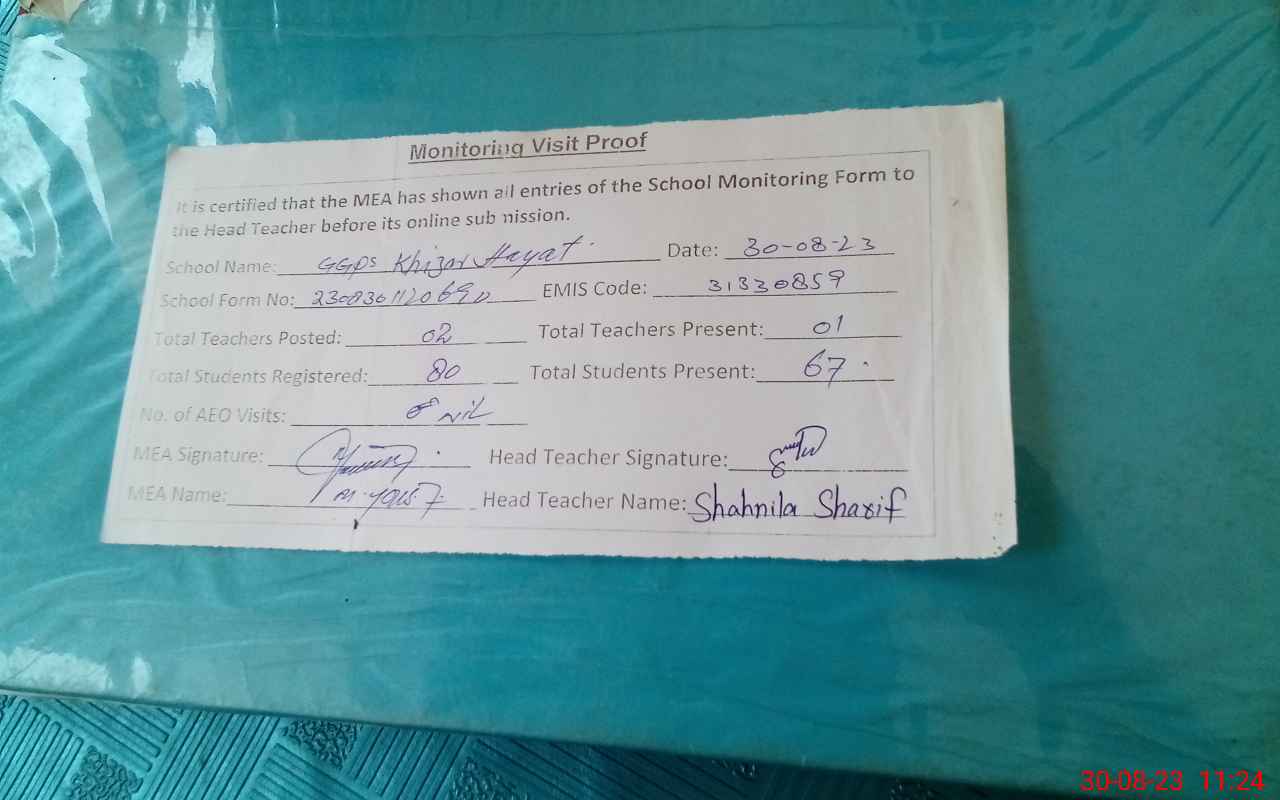 Monitoring Visit Proof
It is certified that the MEA has shown all entries of the School Monitoring Form to
the Head Teacher before its online submission.
School Name: GGPS Khizar Hayat Date: 30-08-23
School Form No: 230830112069 EMIS Code: 31330859
Total Teachers Posted: 02 Total Teachers Present: 01
Total Students Registered: 80 Total Students Present: 67
No. of AEO Visits: nil
MEA Signature: Head Teacher Signature:
MEA Name: Head Teacher Name: Shahnila Sharif
30-08-23 11:24